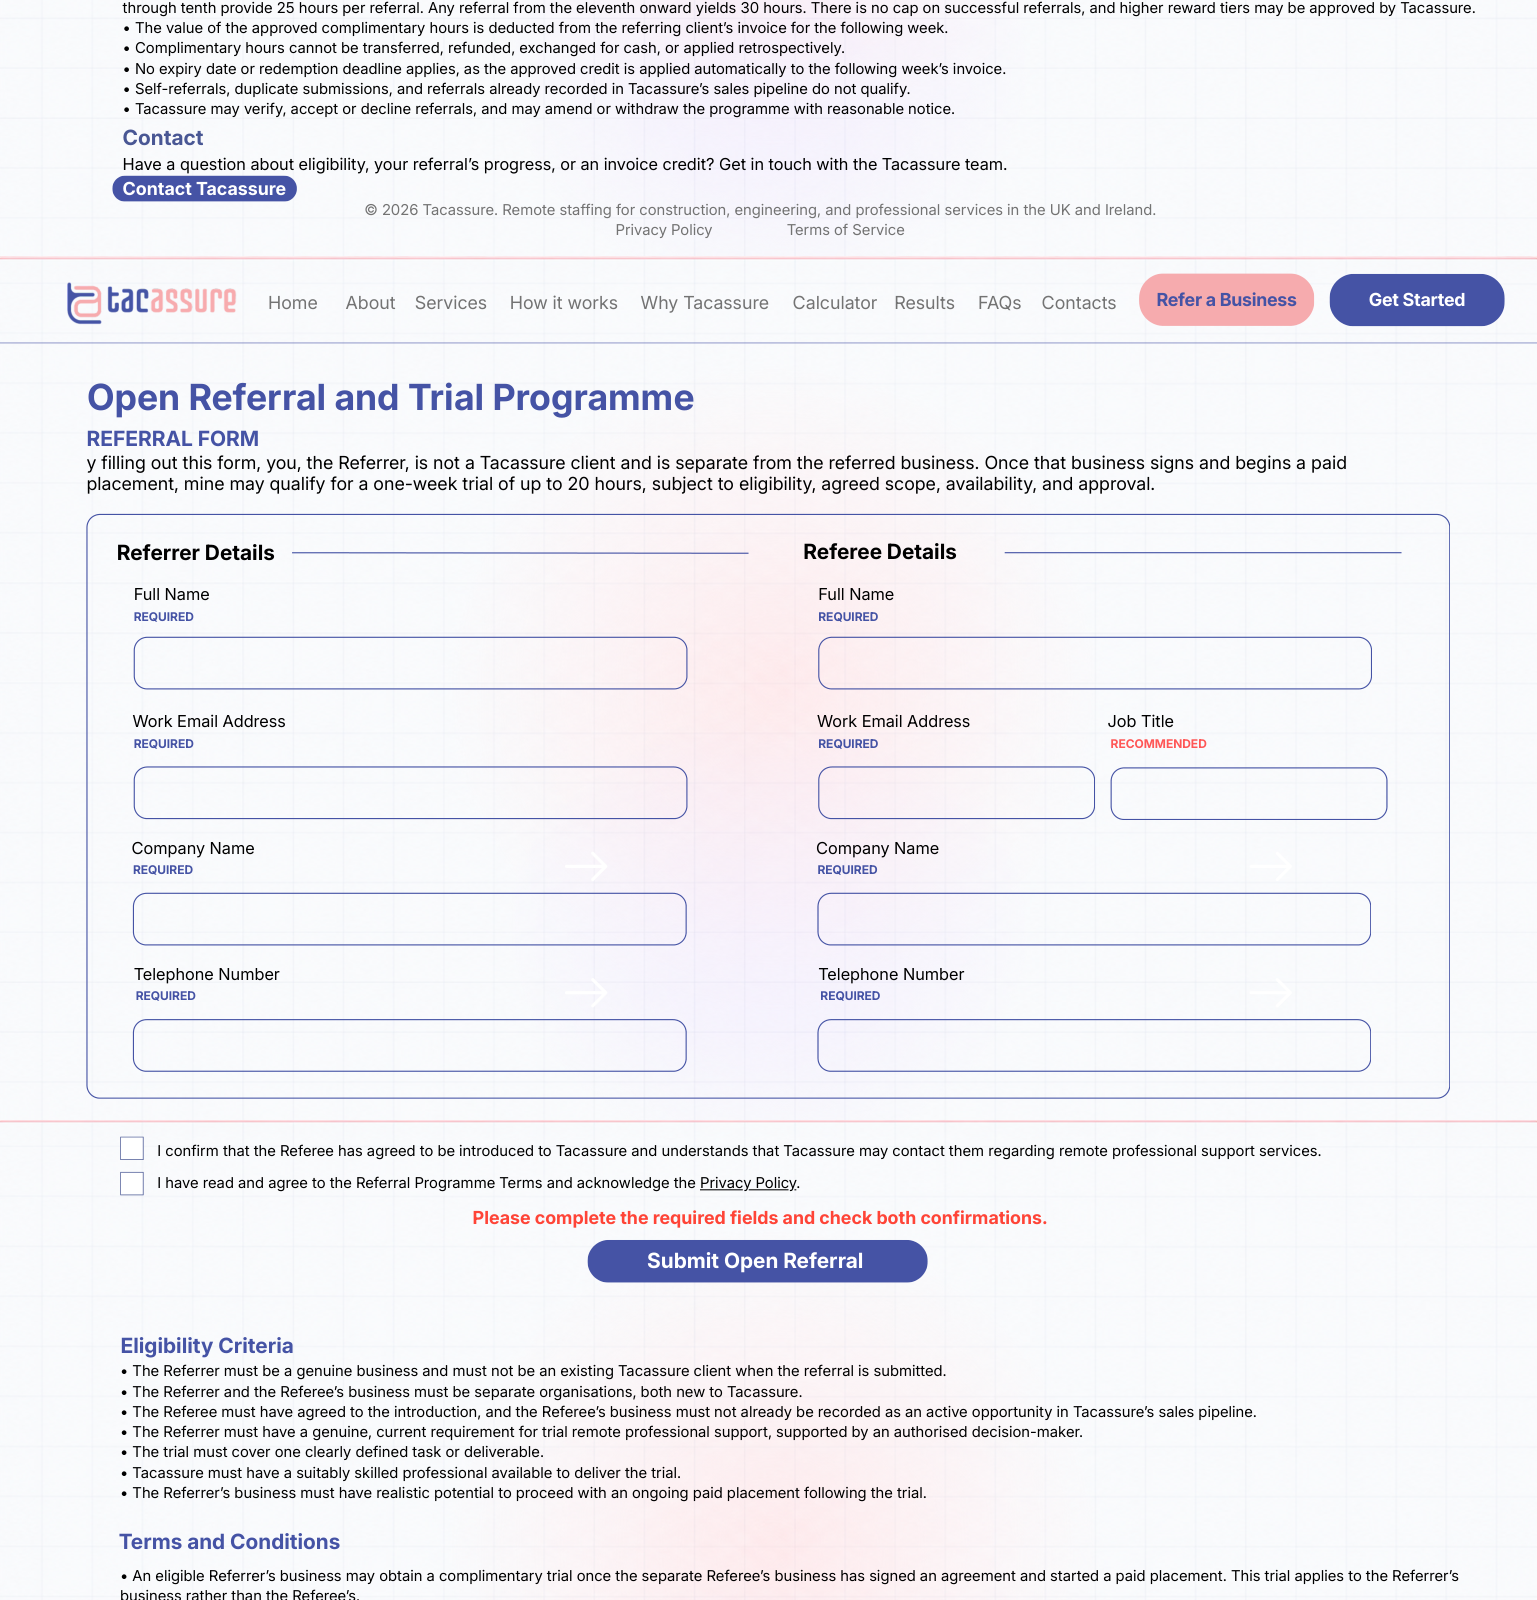 through tenth provide 25 hours per referral. Any referral from the eleventh onward yields 30 hours. There is no cap on successful referrals, and higher reward tiers may be approved by Tacassure.
• The value of the approved complimentary hours is deducted from the referring client’s invoice for the following week.
• Complimentary hours cannot be transferred, refunded, exchanged for cash, or applied retrospectively.
• No expiry date or redemption deadline applies, as the approved credit is applied automatically to the following week’s invoice.
• Self-referrals, duplicate submissions, and referrals already recorded in Tacassure’s sales pipeline do not qualify.
• Tacassure may verify, accept or decline referrals, and may amend or withdraw the programme with reasonable notice.
Contact
Have a question about eligibility, your referral’s progress, or an invoice credit? Get in touch with the Tacassure team.
Contact Tacassure
© 2026 Tacassure. Remote staffing for construction, engineering, and professional services in the UK and Ireland.
Privacy Policy Terms of Service
tacassure Home About Services How it works Why Tacassure Calculator Results FAQs Contacts Refer a Business Get Started
Open Referral and Trial Programme
REFERRAL FORM
y filling out this form, you, the Referrer, is not a Tacassure client and is separate from the referred business. Once that business signs and begins a paid
placement, mine may qualify for a one-week trial of up to 20 hours, subject to eligibility, agreed scope, availability, and approval.
Referrer Details
Full Name
REQUIRED
Work Email Address
REQUIRED
Company Name
REQUIRED
Telephone Number
REQUIRED
Referee Details
Full Name
REQUIRED
Work Email Address
REQUIRED
Job Title
RECOMMENDED
Company Name
REQUIRED
Telephone Number
REQUIRED
I confirm that the Referee has agreed to be introduced to Tacassure and understands that Tacassure may contact them regarding remote professional support services.
I have read and agree to the Referral Programme Terms and acknowledge the Privacy Policy.
Please complete the required fields and check both confirmations.
Submit Open Referral
Eligibility Criteria
• The Referrer must be a genuine business and must not be an existing Tacassure client when the referral is submitted.
• The Referrer and the Referee’s business must be separate organisations, both new to Tacassure.
• The Referee must have agreed to the introduction, and the Referee’s business must not already be recorded as an active opportunity in Tacassure’s sales pipeline.
• The Referrer must have a genuine, current requirement for trial remote professional support, supported by an authorised decision-maker.
• The trial must cover one clearly defined task or deliverable.
• Tacassure must have a suitably skilled professional available to deliver the trial.
• The Referrer’s business must have realistic potential to proceed with an ongoing paid placement following the trial.
Terms and Conditions
• An eligible Referrer’s business may obtain a complimentary trial once the separate Referee’s business has signed an agreement and started a paid placement. This trial applies to the Referrer’s
business rather than the Referee’s.